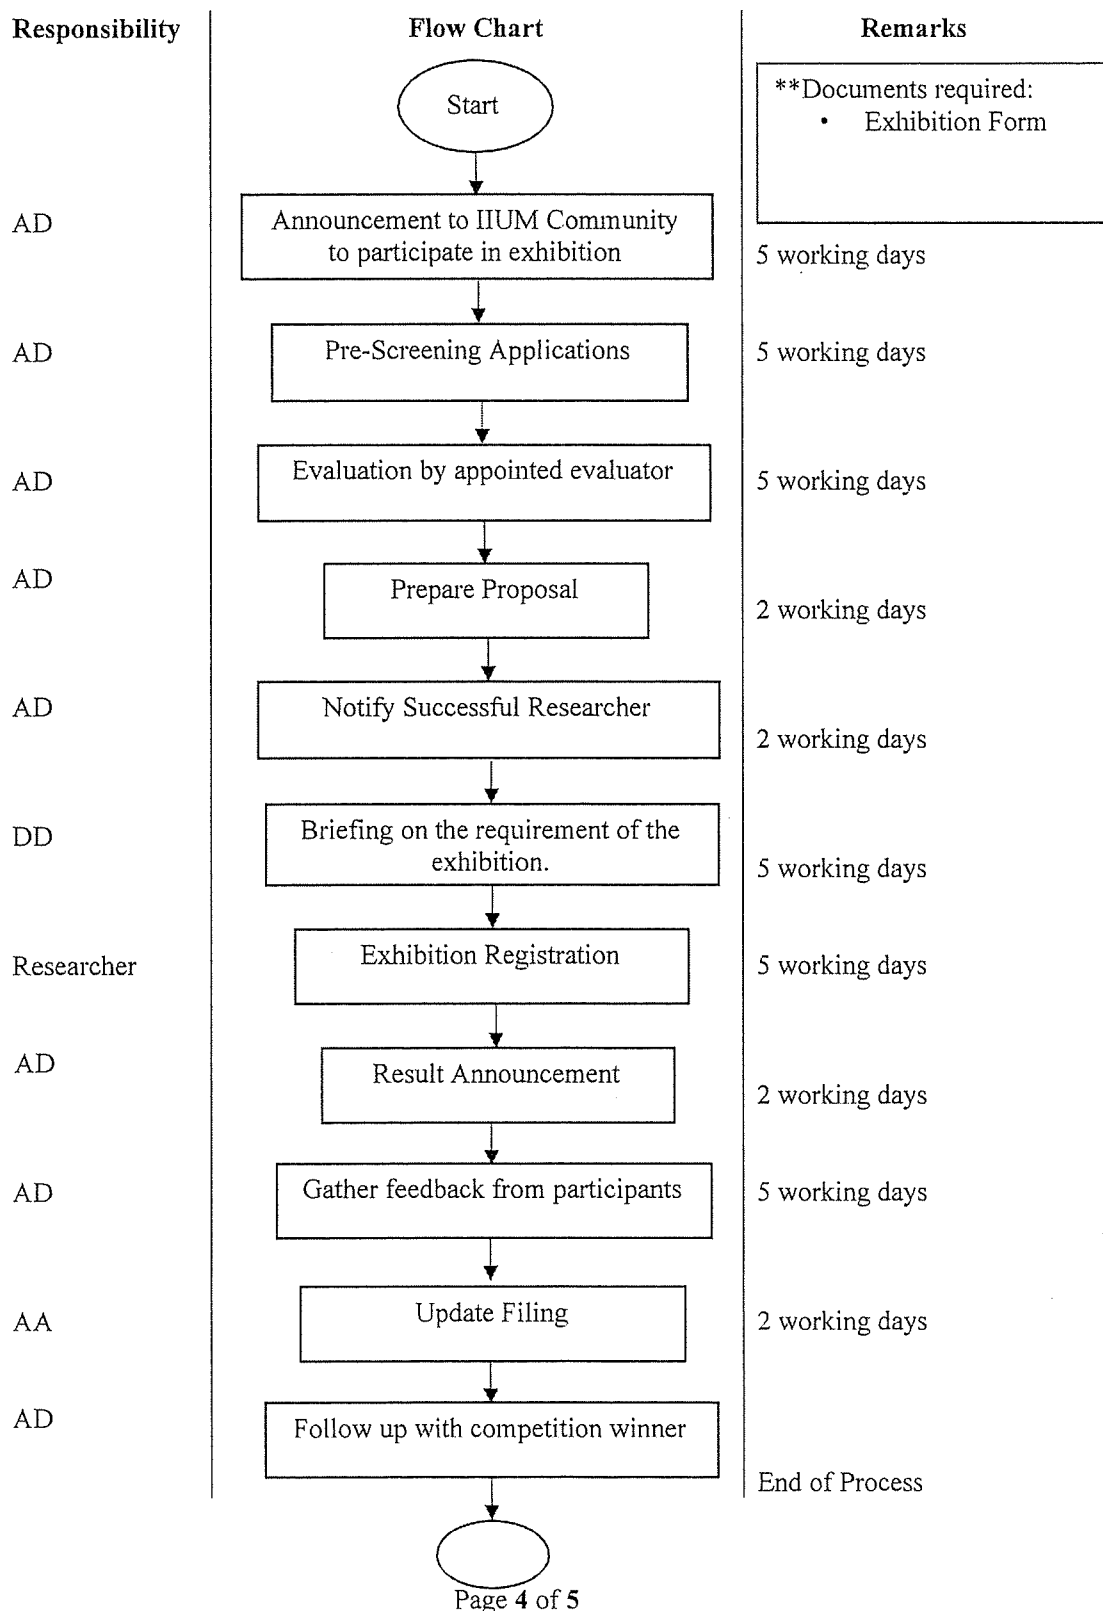 Responsibility
Flow Chart
Remarks
Start
**Documents required:
• Exhibition Form
AD
Announcement to IIUM Community
to participate in exhibition
5 working days
AD
Pre-Screening Applications
5 working days
AD
Evaluation by appointed evaluator
5 working days
AD
Prepare Proposal
2 working days
AD
Notify Successful Researcher
2 working days
DD
Briefing on the requirement of the
exhibition.
5 working days
Researcher
Exhibition Registration
5 working days
AD
Result Announcement
2 working days
AD
Gather feedback from participants
5 working days
AA
Update Filing
2 working days
AD
Follow up with competition winner
End of Process
Page 4 of 5